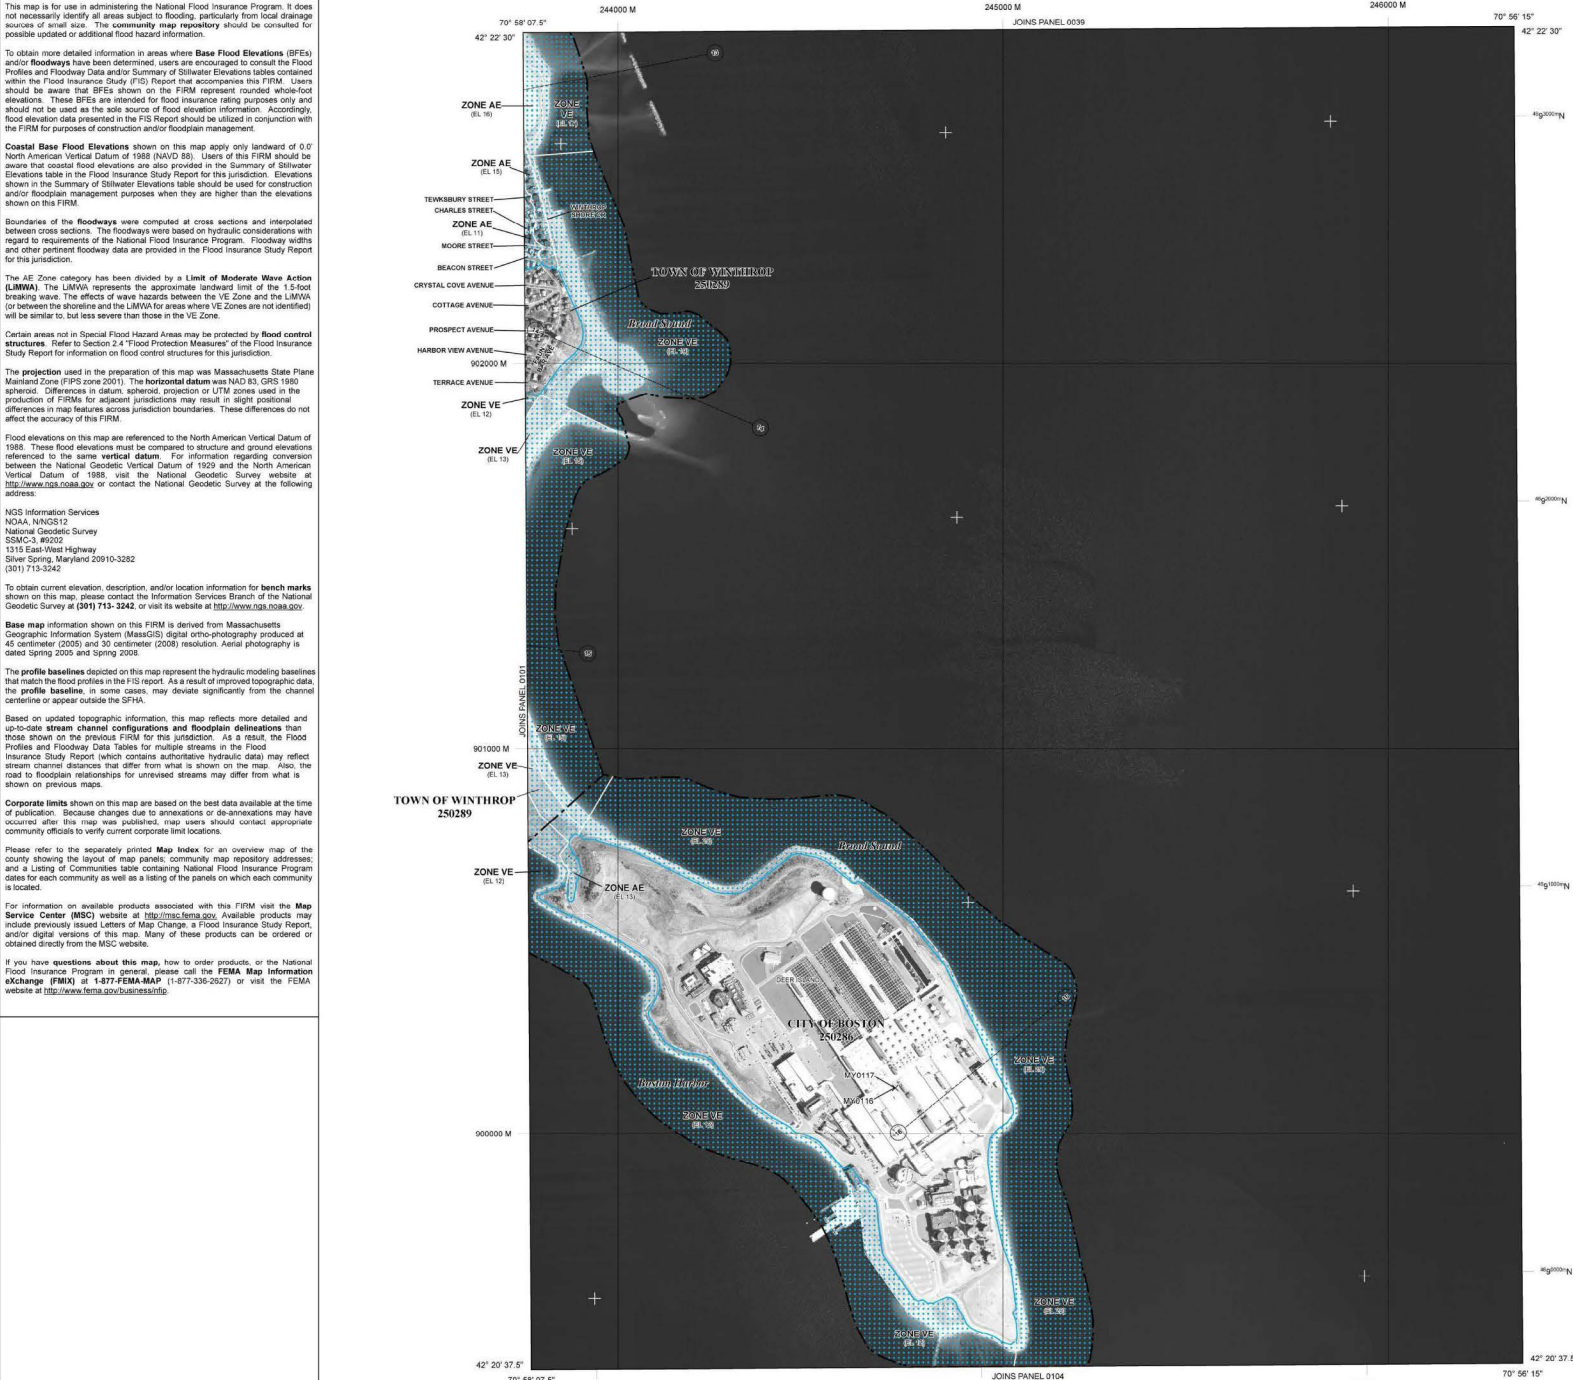 This map is for use in administering the National Flood Insurance Program. It does
not necessarily identify all areas subject to flooding, particularly from local drainage
sources of small size. The community map repository should be consulted for
possible updated or additional flood hazard information.
To obtain more detailed information in areas where Base Flood Elevations (BFEs)
and/or floodways have been determined, users are encouraged to consult the Flood
Profiles and Floodway Data and/or Summary of Stillwater Elevations tables contained
within the Flood Insurance Study (FIS) Report that accompanies this FIRM. Users
should be aware that BFEs shown on the FIRM represent rounded whole-foot
elevations. These BFEs are intended for flood insurance rating purposes only and
should not be used as the sole source of flood elevation information. Accordingly,
flood elevation data presented in the FIS Report should be utilized in conjunction with
the FIRM for purposes of construction and/or floodplain management.
Coastal Base Flood Elevations shown on this map apply only landward of 0.0'
North American Vertical Datum of 1988 (NAVD 88). Users of this FIRM should be
aware that coastal flood elevations are also provided in the Summary of Stillwater
Elevations table in the Flood Insurance Study Report for this jurisdiction. Elevations
shown in the Summary of Stillwater Elevations table should be used for construction
and/or floodplain management purposes when they are higher than the elevations
shown on this FIRM.
Boundaries of the floodways were computed at cross sections and interpolated
between cross sections. The floodways were based on hydraulic considerations with
regard to requirements of the National Flood Insurance Program. Floodway widths
and other pertinent floodway data are provided in the Flood Insurance Study Report
for this jurisdiction.
The AE Zone category has been divided by a Limit of Moderate Wave Action
(LiMWA). The LiMWA represents the approximate landward limit of the 1.5-foot
breaking wave. The effects of wave hazards between the VE Zone and the LiMWA
(or between the shoreline and the LiMWA for areas where VE Zones are not identified)
will be similar to, but less severe than those in the VE Zone.
Certain areas not in Special Flood Hazard Areas may be protected by flood control
structures. Refer to Section 2.4 "Flood Protection Measures" of the Flood Insurance
Study Report for information on flood control structures for this jurisdiction.
The projection used in the preparation of this map was Massachusetts State Plane
Mainland Zone (FIPS zone 2001). The horizontal datum was NAD 83, GRS 1980
spheroid. Differences in datum, spheroid, projection or UTM zones used in the
production of FIRMs for adjacent jurisdictions may result in slight positional
differences in map features across jurisdiction boundaries. These differences do not
affect the accuracy of this FIRM.
Flood elevations on this map are referenced to the North American Vertical Datum of
1988. These flood elevations must be compared to structure and ground elevations
referenced to the same vertical datum. For information regarding conversion
between the National Geodetic Vertical Datum of 1929 and the North American
Vertical Datum of 1988, visit the National Geodetic Survey website at
http://www.ngs.noaa.gov or contact the National Geodetic Survey at the following
address:
NGS Information Services
NOAA, N/NGS12
National Geodetic Survey
SSMC-3, #9202
1315 East-West Highway
Silver Spring, Maryland 20910-3282
(301) 713-3242
To obtain current elevation, description, and/or location information for bench marks
shown on this map, please contact the Information Services Branch of the National
Geodetic Survey at (301) 713- 3242, or visit its website at http://www.ngs.noaa.gov.
Base map information shown on this FIRM is derived from Massachusetts
Geographic Information System (MassGIS) digital ortho-photography produced at
45 centimeter (2005) and 30 centimeter (2008) resolution. Aerial photography is
dated Spring 2005 and Spring 2008.
The profile baselines depicted on this map represent the hydraulic modeling baselines
that match the flood profiles in the FIS report. As a result of improved topographic data,
the profile baseline, in some cases, may deviate significantly from the channel
centerline or appear outside the SFHA.
Based on updated topographic information, this map reflects more detailed and
up-to-date stream channel configurations and floodplain delineations than
those shown on the previous FIRM for this jurisdiction. As a result, the Flood
Profiles and Floodway Data Tables for multiple streams in the Flood
Insurance Study Report (which contains authoritative hydraulic data) may reflect
stream channel distances that differ from what is shown on the map. Also, the
road to floodplain relationships for unrevised streams may differ from what is
shown on previous maps.
Corporate limits shown on this map are based on the best data available at the time
of publication. Because changes due to annexations or de-annexations may have
occurred after this map was published, map users should contact appropriate
community officials to verify current corporate limit locations.
Please refer to the separately printed Map Index for an overview map of the
county showing the layout of map panels; community map repository addresses;
and a Listing of Communities table containing National Flood Insurance Program
dates for each community as well as a listing of the panels on which each community
is located.
For information on available products associated with this FIRM visit the Map
Service Center (MSC) website at http://msc.fema.gov. Available products may
include previously issued Letters of Map Change, a Flood Insurance Study Report,
and/or digital versions of this map. Many of these products can be ordered or
obtained directly from the MSC website.
If you have questions about this map, how to order products, or the National
Flood Insurance Program in general, please call the FEMA Map Information
eXchange (FMIX) at 1-877-FEMA-MAP (1-877-336-2627) or visit the FEMA
website at http://www.fema.gov/business/nfip.
244000 M
245000 M
246000 M
70° 58' 07.5"
JOINS PANEL 0039
70° 56' 15"
42° 22' 30"
42° 22' 30"
13
ZONE AE
(EL 16)
ZONE
VE
ZONE AE
(EL 15)
TEWKSBURY STREET
CHARLES STREET
WINTHROP
SHORE DR
ZONE AE
(EL 11)
MOORE STREET
BEACON STREET
TOWN OF WINTHROP
250289
CRYSTAL COVE AVENUE
COTTAGE AVENUE
Broad Sound
PROSPECT AVENUE
ZONE VE
HARBOR VIEW AVENUE
902000 M
TERRACE AVENUE
ZONE VE
(EL 12)
14
ZONE VE
(EL 13)
ZONE VE
15
JOINS PANEL 0101
ZONE VE
901000 M
ZONE VE
(EL 13)
TOWN OF WINTHROP
250289
ZONE VE
Broad Sound
ZONE VE
(EL 12)
ZONE AE
(EL 13)
DEER ISLAND
CITY OF BOSTON
250286
MY0117
MY0116
ZONE VE
Boston Harbor
ZONE VE
900000 M
16
ZONE VE
ZONE VE
42° 20' 37.5"
42° 20' 37.5
70° 58' 07.5"
JOINS PANEL 0104
70° 56' 15"